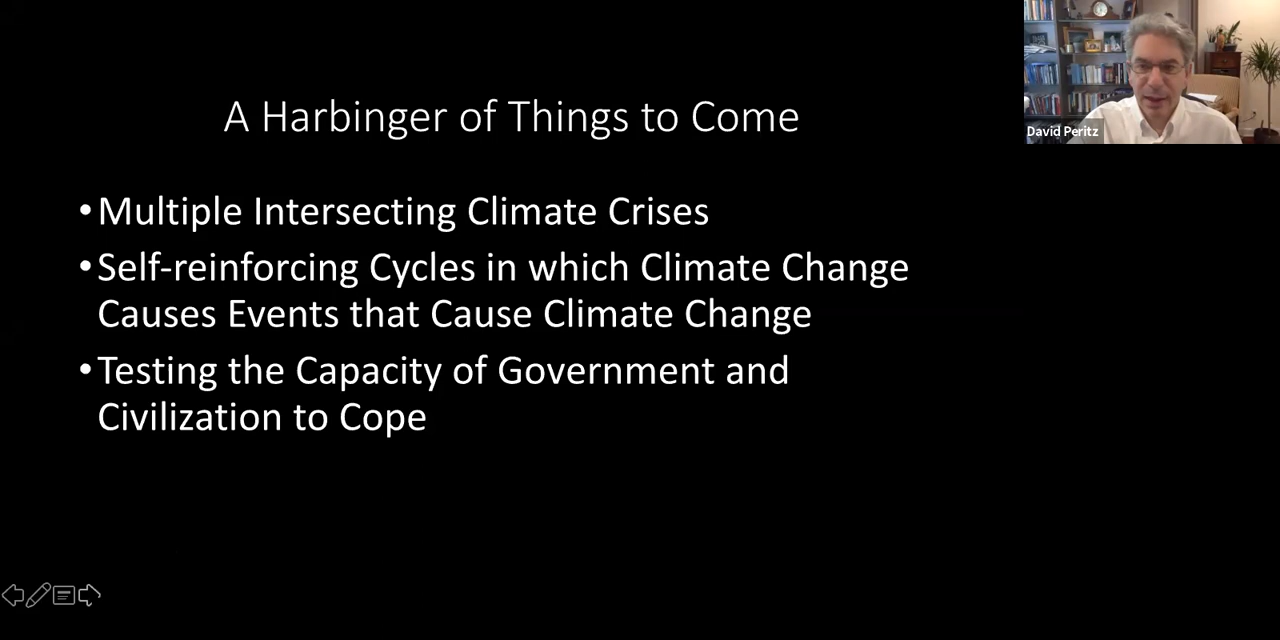 A Harbinger of Things to Come
David Peritz
•Multiple Intersecting Climate Crises
•Self-reinforcing Cycles in which Climate Change
Causes Events that Cause Climate Change
•Testing the Capacity of Government and
Civilization to Cope